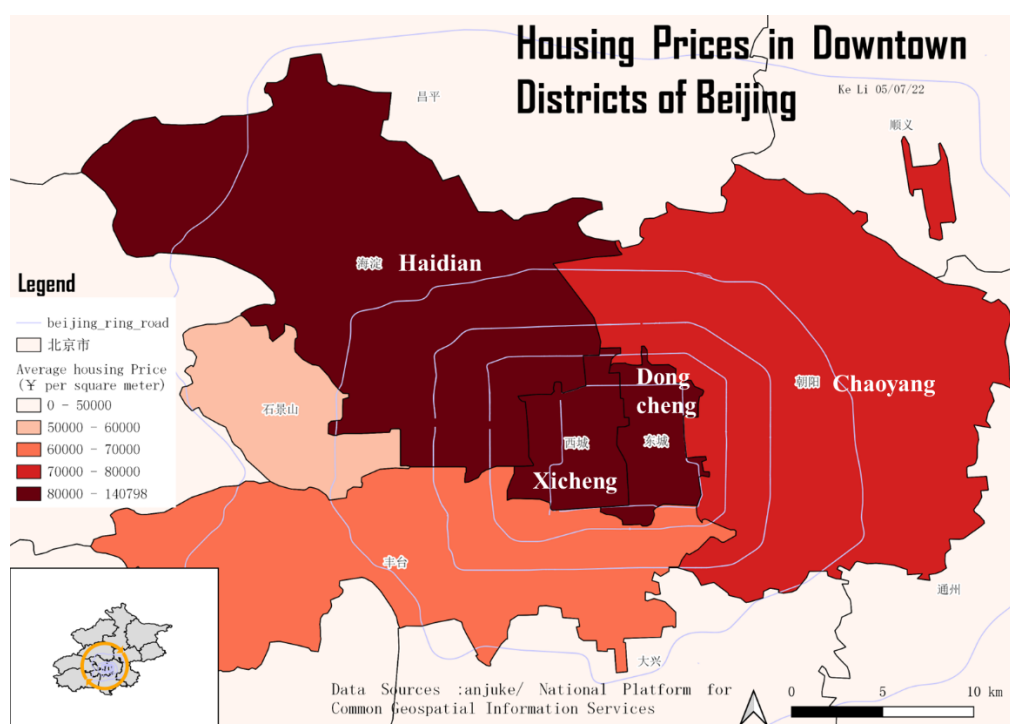 Housing Prices in Downtown
Districts of Beijing
Ke Li 05/07/22
昌平
顺义
海淀 Haidian
Legend
beijing_ring_road
北京市
Average housing Price
(¥ per square meter)
0 - 50000
50000 - 60000
60000 - 70000
70000 - 80000
80000 - 140798
石景山
Dong
cheng
朝阳 Chaoyang
西城
东城
Xicheng
丰台
通州
大兴
Data Sources :anjuke/ National Platform for
Common Geospatial Information Services
0 5 10 km